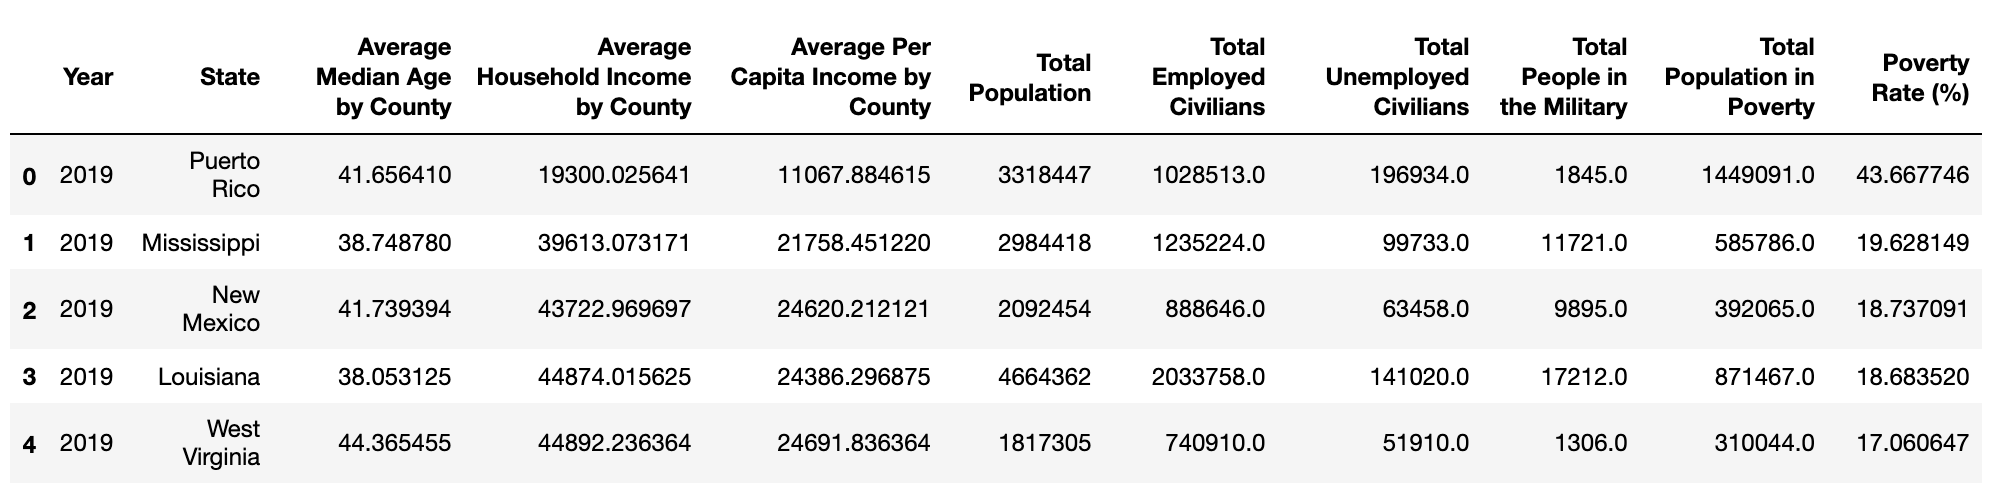 Year State Average Median Age by County Average Household Income by County Average Per Capita Income by County Total Population Total Employed Civilians Total Unemployed Civilians Total People in the Military Total Population in Poverty Poverty Rate (%)
0 2019 Puerto Rico 41.656410 19300.025641 11067.884615 3318447 1028513.0 196934.0 1845.0 1449091.0 43.667746
1 2019 Mississippi 38.748780 39613.073171 21758.451220 2984418 1235224.0 99733.0 11721.0 585786.0 19.628149
2 2019 New Mexico 41.739394 43722.969697 24620.212121 2092454 888646.0 63458.0 9895.0 392065.0 18.737091
3 2019 Louisiana 38.053125 44874.015625 24386.296875 4664362 2033758.0 141020.0 17212.0 871467.0 18.683520
4 2019 West Virginia 44.365455 44892.236364 24691.836364 1817305 740910.0 51910.0 1306.0 310044.0 17.060647